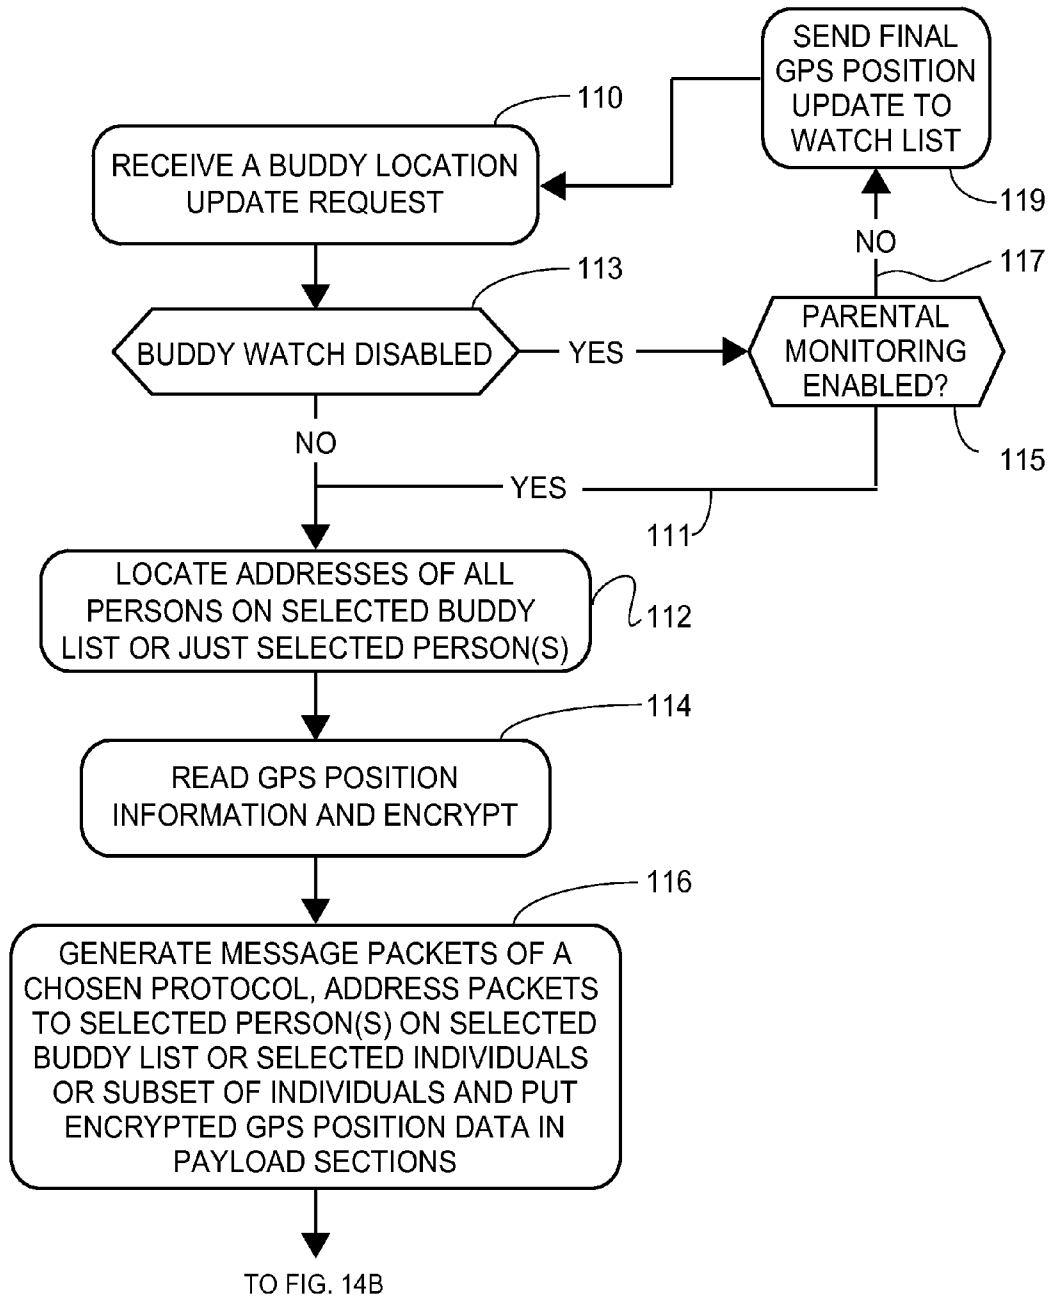 SEND FINAL
GPS POSITION
UPDATE TO
WATCH LIST
119
110
RECEIVE A BUDDY LOCATION
UPDATE REQUEST
NO
117
113
BUDDY WATCH DISABLED
YES
PARENTAL
MONITORING
ENABLED?
115
NO
YES
111
LOCATE ADDRESSES OF ALL
PERSONS ON SELECTED BUDDY
LIST OR JUST SELECTED PERSON(S)
112
114
READ GPS POSITION
INFORMATION AND ENCRYPT
116
GENERATE MESSAGE PACKETS OF A
CHOSEN PROTOCOL, ADDRESS PACKETS
TO SELECTED PERSON(S) ON SELECTED
BUDDY LIST OR SELECTED INDIVIDUALS
OR SUBSET OF INDIVIDUALS AND PUT
ENCRYPTED GPS POSITION DATA IN
PAYLOAD SECTIONS
TO FIG. 14B